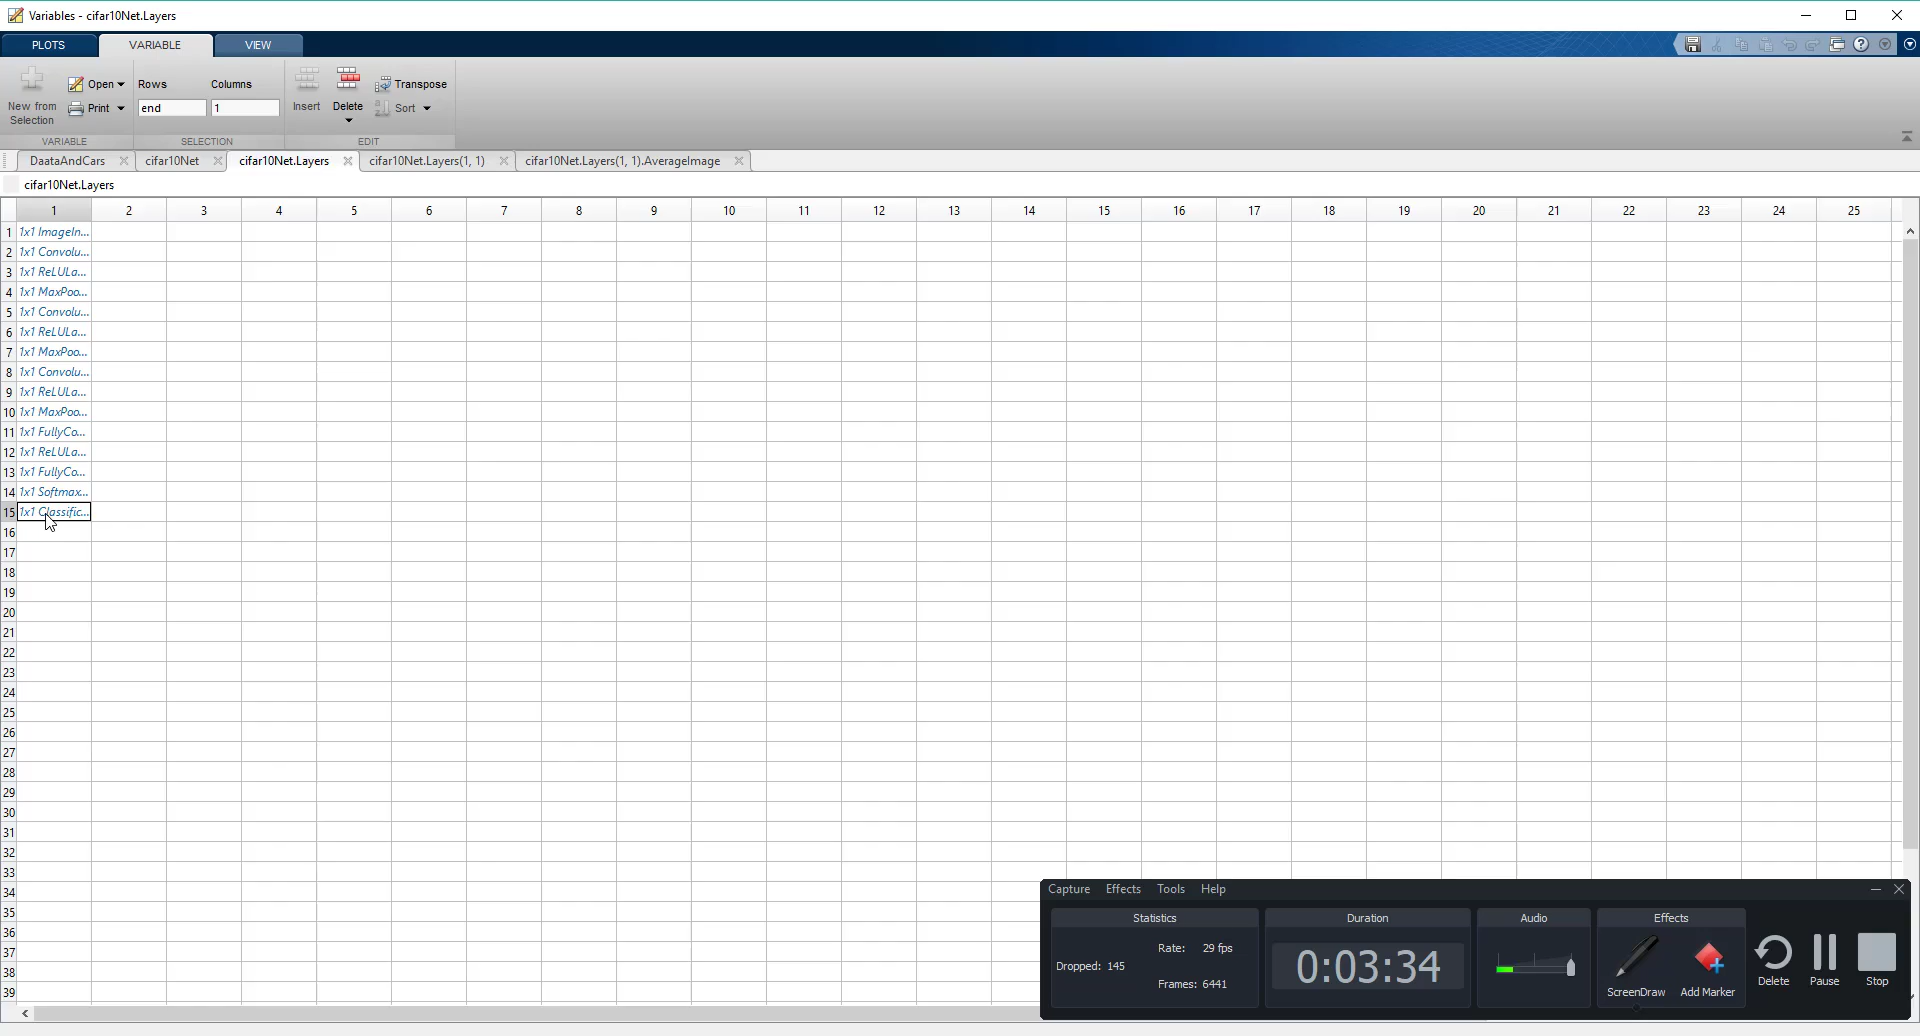 Variables - cifar10Net.Layers
PLOTS VARIABLE VIEW
New from Selection Open Print Rows Columns end 1 Insert Delete Transpose Sort
VARIABLE SELECTION EDIT
DaataAndCars cifar10Net cifar10Net.Layers cifar10Net.Layers(1, 1) cifar10Net.Layers(1, 1).AverageImage
cifar10Net.Layers
1 2 3 4 5 6 7 8 9 10 11 12 13 14 15 16 17 18 19 20 21 22 23 24 25
1 1x1 ImageIn...
2 1x1 Convolu...
3 1x1 ReLULa...
4 1x1 MaxPoo...
5 1x1 Convolu...
6 1x1 ReLULa...
7 1x1 MaxPoo...
8 1x1 Convolu...
9 1x1 ReLULa...
10 1x1 MaxPoo...
11 1x1 FullyCo...
12 1x1 ReLULa...
13 1x1 FullyCo...
14 1x1 Softmax...
15 1x1 Classific...
16
17
18
19
20
21
22
23
24
25
26
27
28
29
30
31
32
33
34
35
36
37
38
39
Capture Effects Tools Help
Statistics Duration Audio Effects
Rate: 29 fps
Dropped: 145
Frames: 6441
0:03:34
ScreenDraw Add Marker Delete Pause Stop